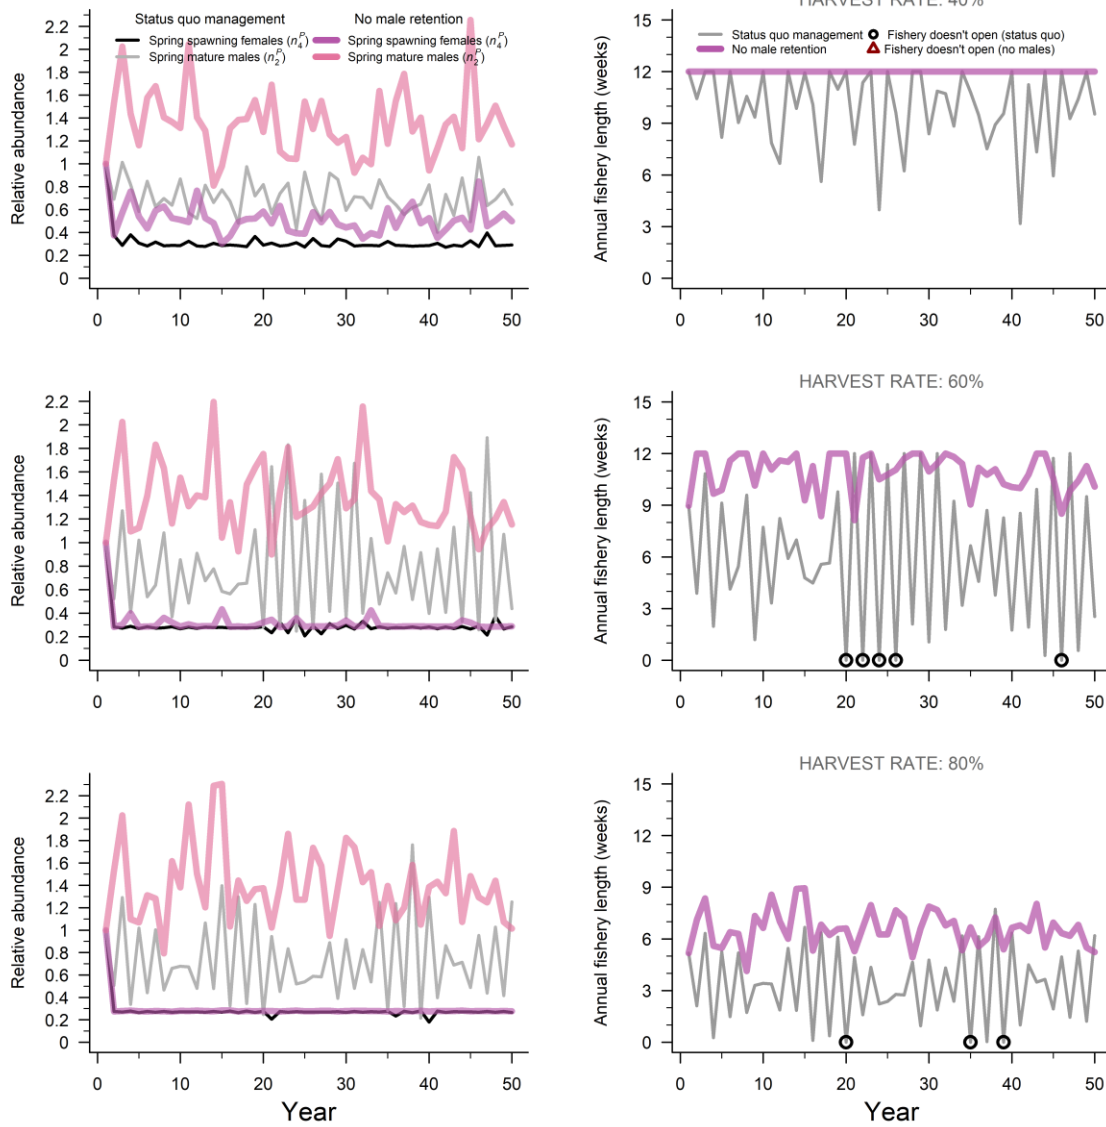 Status quo management No male retention
Spring spawning females (n₄ᴾ) Spring spawning females (n₄ᴾ)
Spring mature males (n₂ᴾ) Spring mature males (n₂ᴾ)
Relative abundance
2.2
2
1.8
1.6
1.4
1.2
1
0.8
0.6
0.4
0.2
0
0 10 20 30 40 50
HARVEST RATE: 40%
Status quo management Fishery doesn't open (status quo)
No male retention Fishery doesn't open (no males)
Annual fishery length (weeks)
15
12
9
6
3
0
0 10 20 30 40 50
Relative abundance
2.2
2
1.8
1.6
1.4
1.2
1
0.8
0.6
0.4
0.2
0
0 10 20 30 40 50
HARVEST RATE: 60%
Annual fishery length (weeks)
15
12
9
6
3
0
0 10 20 30 40 50
Relative abundance
2.2
2
1.8
1.6
1.4
1.2
1
0.8
0.6
0.4
0.2
0
0 10 20 30 40 50
Year
HARVEST RATE: 80%
Annual fishery length (weeks)
15
12
9
6
3
0
0 10 20 30 40 50
Year